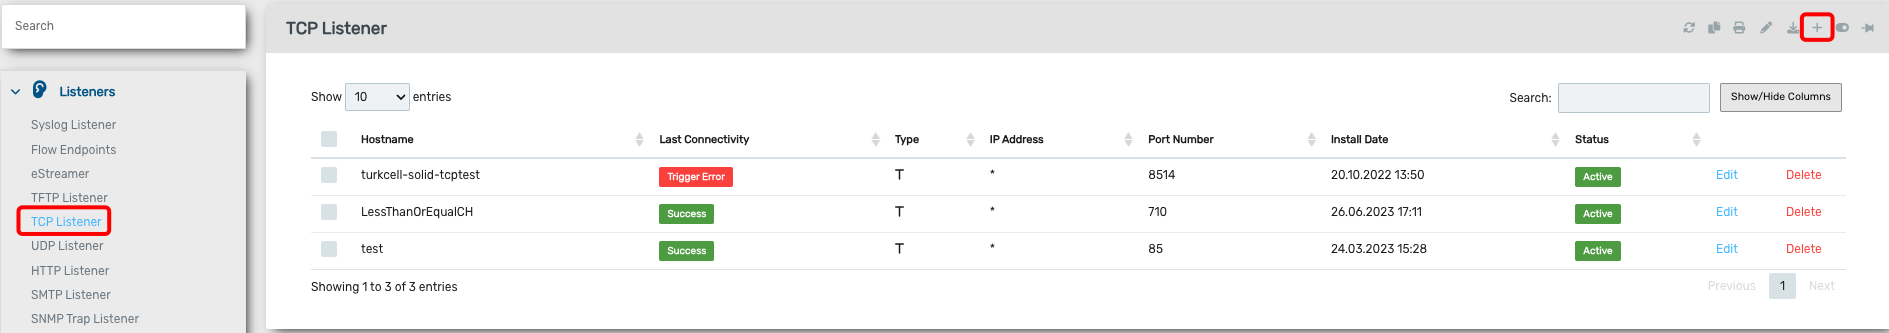 Search
Listeners
Syslog Listener
Flow Endpoints
eStreamer
TFTP Listener
TCP Listener
UDP Listener
HTTP Listener
SMTP Listener
SNMP Trap Listener
TCP Listener
Show 10 entries
Search:
Show/Hide Columns
Hostname Last Connectivity Type IP Address Port Number Install Date Status
turkcell-solid-tcptest Trigger Error T * 8514 20.10.2022 13:50 Active Edit Delete
LessThanOrEqualCH Success T * 710 26.06.2023 17:11 Active Edit Delete
test Success T * 85 24.03.2023 15:28 Active Edit Delete
Showing 1 to 3 of 3 entries
Previous 1 Next